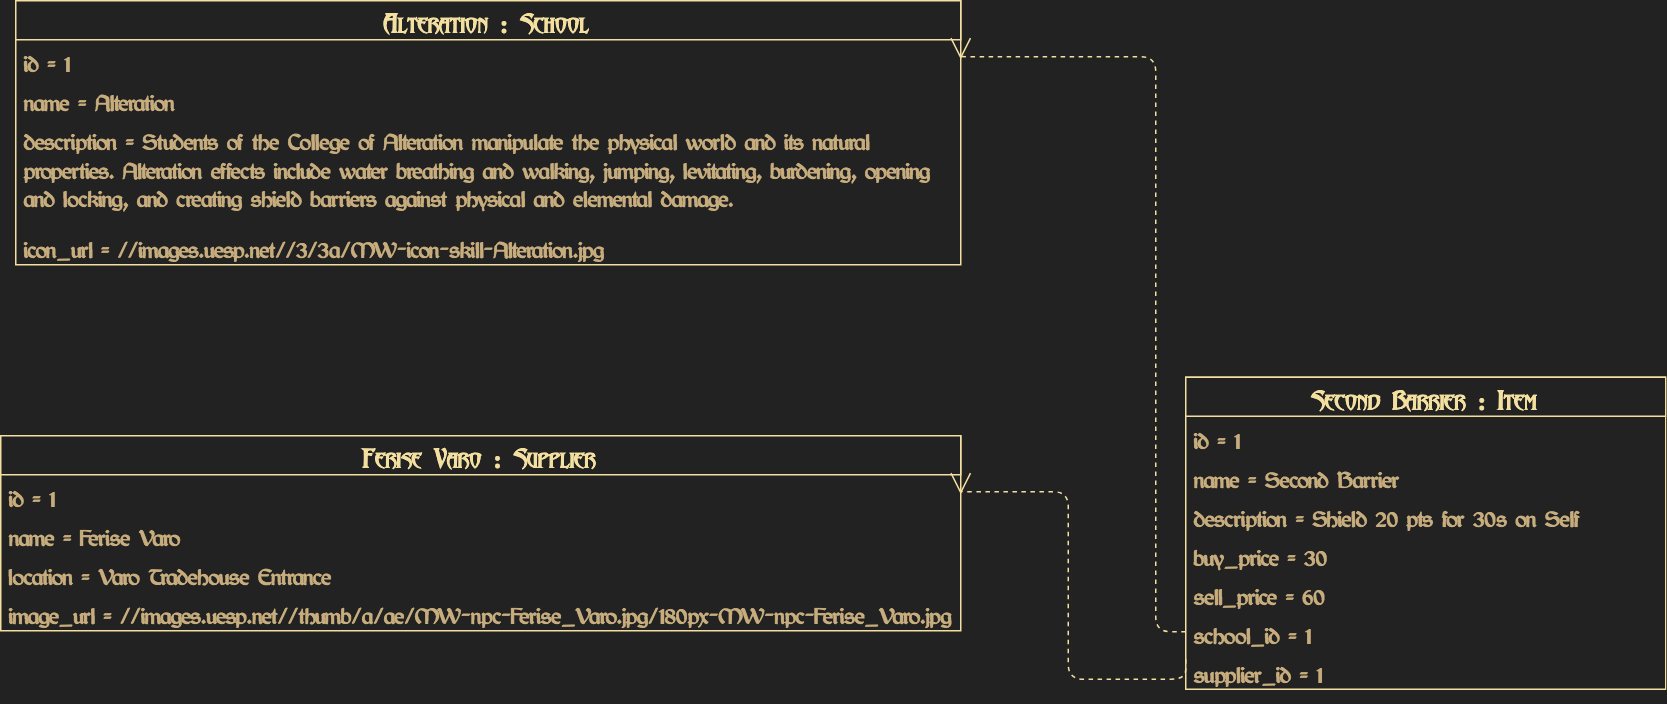 Alteration : School
id = 1
name = Alteration
description = Students of the College of Alteration manipulate the physical world and its natural
properties. Alteration effects include water breathing and walking, jumping, levitating, burdening, opening
and locking, and creating shield barriers against physical and elemental damage.
icon_url = //images.uesp.net//3/3a/MW-icon-skill-Alteration.jpg
Ferise Varo : Supplier
id = 1
name = Ferise Varo
location = Varo Tradehouse Entrance
image_url = //images.uesp.net//thumb/a/ae/MW-npc-Ferise_Varo.jpg/180px-MW-npc-Ferise_Varo.jpg
Second Barrier : Item
id = 1
name = Second Barrier
description = Shield 20 pts for 30s on Self
buy_price = 30
sell_price = 60
school_id = 1
supplier_id = 1